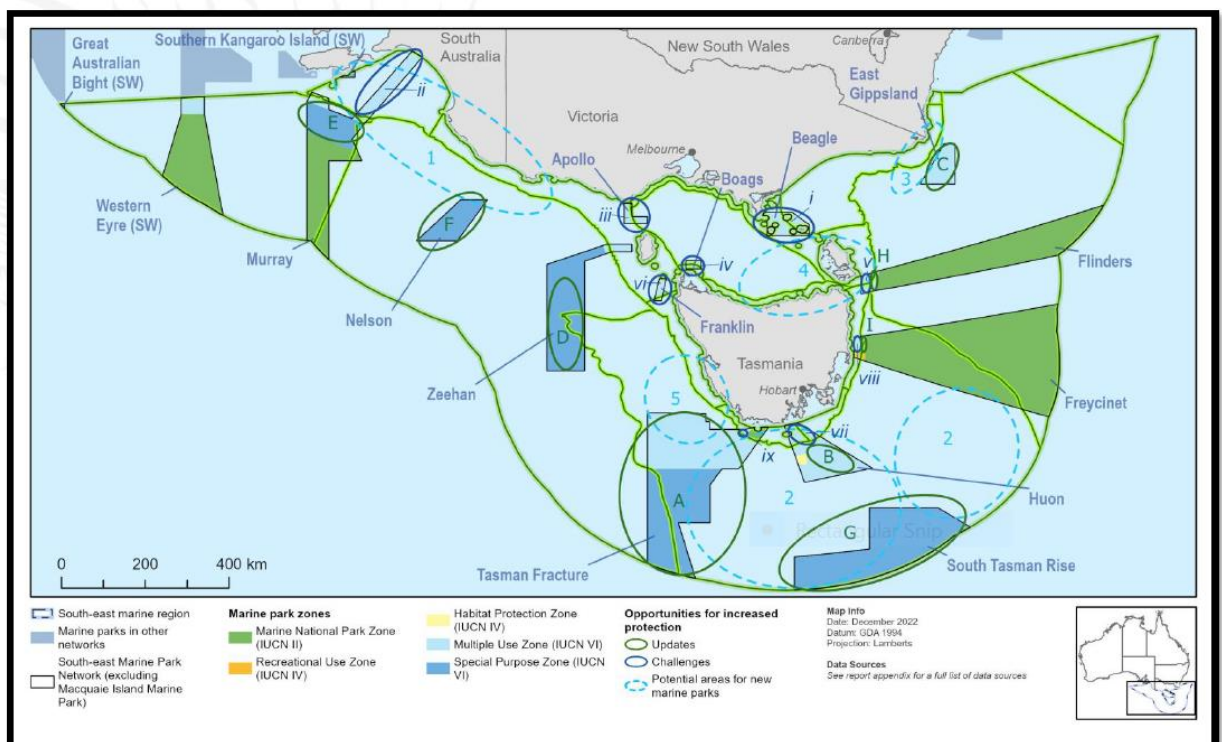 Great
Australian
Bight (SW)
Southern Kangaroo Island (SW)
South
Australia
New South Wales
Canberra
East
Gippsland
Victoria
Melbourne
Beagle
Apollo
Boags
Western
Eyre (SW)
Murray
Nelson
Zeehan
Franklin
Tasmania
Hobart
Flinders
Freycinet
Huon
South Tasman Rise
Tasman Fracture
Rectangular Snip
ii
E
1
C
3
i
iii
F
iv
4
H
v
vi
D
I
viii
5
2
vii
ix
B
2
A
G
0 200 400 km
South-east marine region
Marine parks in other
networks
South-east Marine Park
Network (excluding
Macquaie Island Marine
Park)
Marine park zones
Marine National Park Zone
(IUCN II)
Recreational Use Zone
(IUCN IV)
Habitat Protection Zone
(IUCN IV)
Multiple Use Zone (IUCN VI)
Special Purpose Zone (IUCN
VI)
Opportunities for increased
protection
Updates
Challenges
Potential areas for new
marine parks
Map info
Date: December 2022
Datum: GDA 1994
Projection: Lamberts
Data Sources
See report appendix for a full list of data sources